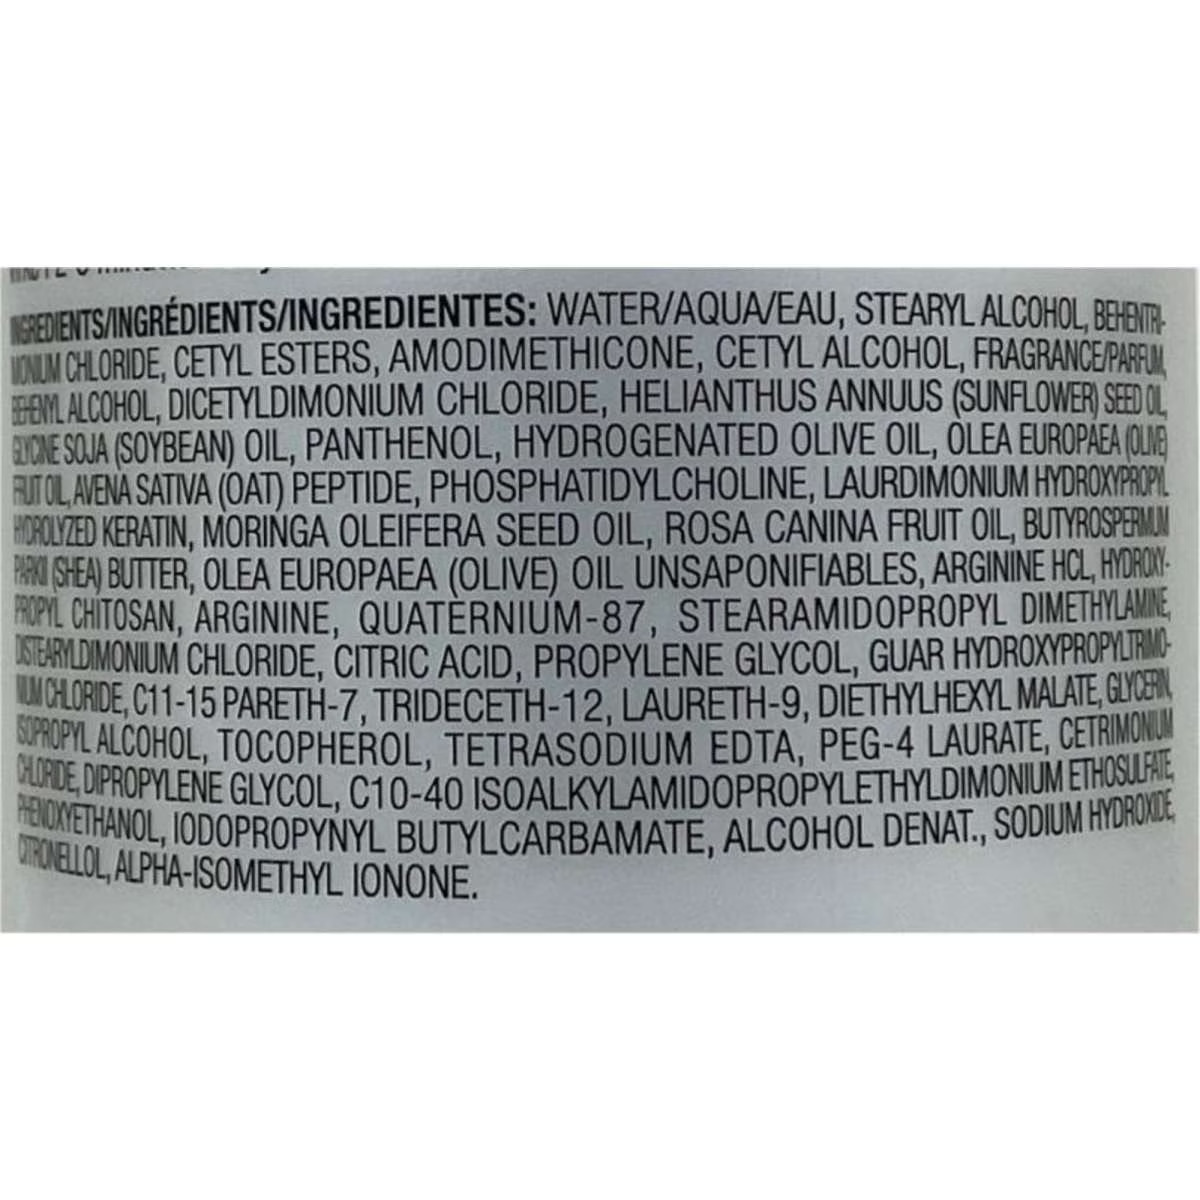 INGREDIENTS/INGRÉDIENTS/INGREDIENTES: WATER/AQUA/EAU, STEARYL ALCOHOL, BEHENTRI-
MONIUM CHLORIDE, CETYL ESTERS, AMODIMETHICONE, CETYL ALCOHOL, FRAGRANCE/PARFUM,
BEHENYL ALCOHOL, DICETYLDIMONIUM CHLORIDE, HELIANTHUS ANNUUS (SUNFLOWER) SEED OIL,
GLYCINE SOJA (SOYBEAN) OIL, PANTHENOL, HYDROGENATED OLIVE OIL, OLEA EUROPAEA (OLIVE)
FRUIT OIL, AVENA SATIVA (OAT) PEPTIDE, PHOSPHATIDYLCHOLINE, LAURDIMONIUM HYDROXYPROPYL
HYDROLYZED KERATIN, MORINGA OLEIFERA SEED OIL, ROSA CANINA FRUIT OIL, BUTYROSPERMUM
PARKII (SHEA) BUTTER, OLEA EUROPAEA (OLIVE) OIL UNSAPONIFIABLES, ARGININE HCL, HYDROXY-
PROPYL CHITOSAN, ARGININE, QUATERNIUM-87, STEARAMIDOPROPYL DIMETHYLAMINE,
DISTEARYLDIMONIUM CHLORIDE, CITRIC ACID, PROPYLENE GLYCOL, GUAR HYDROXYPROPYLTRIMO-
NIUM CHLORIDE, C11-15 PARETH-7, TRIDECETH-12, LAURETH-9, DIETHYLHEXYL MALATE, GLYCERIN,
ISOPROPYL ALCOHOL, TOCOPHEROL, TETRASODIUM EDTA, PEG-4 LAURATE, CETRIMONIUM
CHLORIDE, DIPROPYLENE GLYCOL, C10-40 ISOALKYLAMIDOPROPYLETHYLDIMONIUM ETHOSULFATE,
PHENOXYETHANOL, IODOPROPYNYL BUTYLCARBAMATE, ALCOHOL DENAT., SODIUM HYDROXIDE,
CITRONELLOL, ALPHA-ISOMETHYL IONONE.